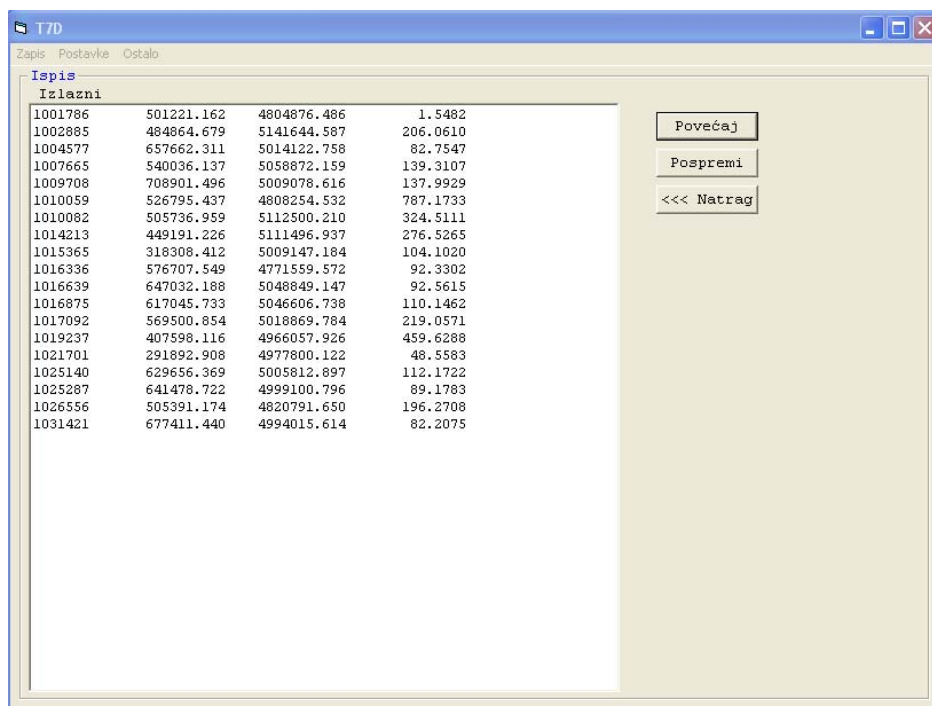 T7D
Zapis Postavke Ostalo
Ispis
Izlazni
1001786 501221.162 4804876.486 1.5482
1002885 484864.679 5141644.587 206.0610
1004577 657662.311 5014122.758 82.7547
1007665 540036.137 5058872.159 139.3107
1009708 708901.496 5009078.616 137.9929
1010059 526795.437 4808254.532 787.1733
1010082 505736.959 5112500.210 324.5111
1014213 449191.226 5111496.937 276.5265
1015365 318308.412 5009147.184 104.1020
1016336 576707.549 4771559.572 92.3302
1016639 647032.188 5048849.147 92.5615
1016875 617045.733 5046606.738 110.1462
1017092 569500.854 5018869.784 219.0571
1019237 407598.116 4966057.926 459.6288
1021701 291892.908 4977800.122 48.5583
1025140 629656.369 5005812.897 112.1722
1025287 641478.722 4999100.796 89.1783
1026556 505391.174 4820791.650 196.2708
1031421 677411.440 4994015.614 82.2075
Povećaj
Pospremi
<<< Natrag